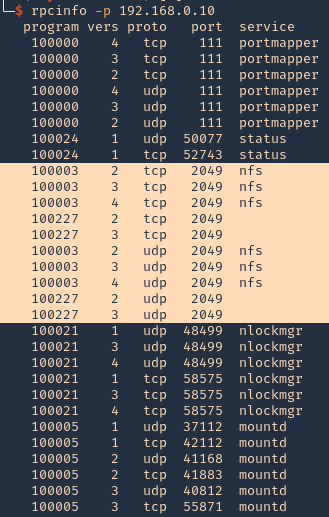 $ rpcinfo -p 192.168.0.10
program vers proto port service
100000 4 tcp 111 portmapper
100000 3 tcp 111 portmapper
100000 2 tcp 111 portmapper
100000 4 udp 111 portmapper
100000 3 udp 111 portmapper
100000 2 udp 111 portmapper
100024 1 udp 50077 status
100024 1 tcp 52743 status
100003 2 tcp 2049 nfs
100003 3 tcp 2049 nfs
100003 4 tcp 2049 nfs
100227 2 tcp 2049
100227 3 tcp 2049
100003 2 udp 2049 nfs
100003 3 udp 2049 nfs
100003 4 udp 2049 nfs
100227 2 udp 2049
100227 3 udp 2049
100021 1 udp 48499 nlockmgr
100021 3 udp 48499 nlockmgr
100021 4 udp 48499 nlockmgr
100021 1 tcp 58575 nlockmgr
100021 3 tcp 58575 nlockmgr
100021 4 tcp 58575 nlockmgr
100005 1 udp 37112 mountd
100005 1 tcp 42112 mountd
100005 2 udp 41168 mountd
100005 2 tcp 41883 mountd
100005 3 udp 40812 mountd
100005 3 tcp 55871 mountd